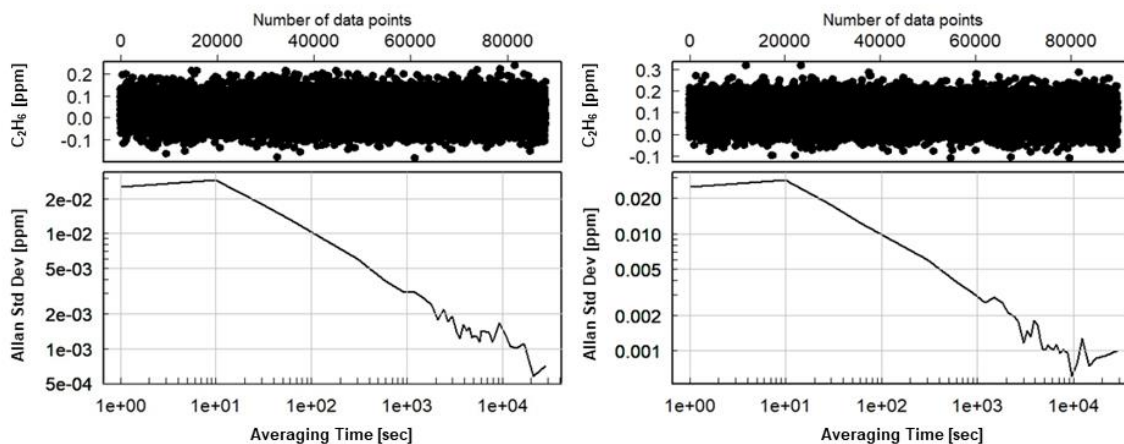 Number of data points
0 20000 40000 60000 80000
C₂H₆ [ppm]
0.2
0.1
0.0
-0.1
Allan Std Dev [ppm]
2e-02
1e-02
5e-03
2e-03
1e-03
5e-04
1e+00 1e+01 1e+02 1e+03 1e+04
Averaging Time [sec]
Number of data points
0 20000 40000 60000 80000
C₂H₆ [ppm]
0.3
0.2
0.1
0.0
-0.1
Allan Std Dev [ppm]
0.020
0.010
0.005
0.002
0.001
1e+00 1e+01 1e+02 1e+03 1e+04
Averaging Time [sec]